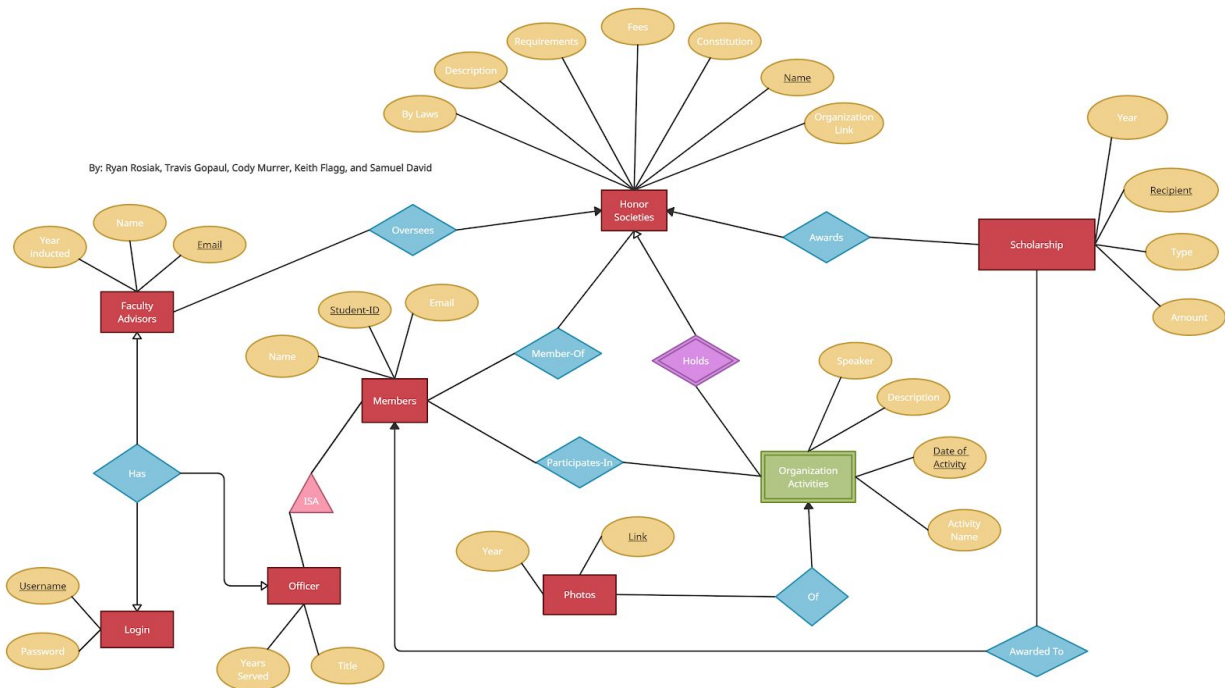 Fees
Requirements
Constitution
Description
Name
By Laws
Organization
Link
Year
By: Ryan Rosiak, Travis Gopaul, Cody Murrer, Keith Flagg, and Samuel David
Recipient
Honor
Societies
Name
Year
inducted
Email
Oversees
Awards
Scholarship
Type
Faculty
Advisors
Student-ID
Email
Amount
Name
Member-Of
Holds
Speaker
Members
Description
Has
Participates-In
Organization
Activities
Date of
Activity
ISA
Activity
Name
Year
Link
Username
Officer
Photos
Of
Login
Password
Years
Served
Title
Awarded To